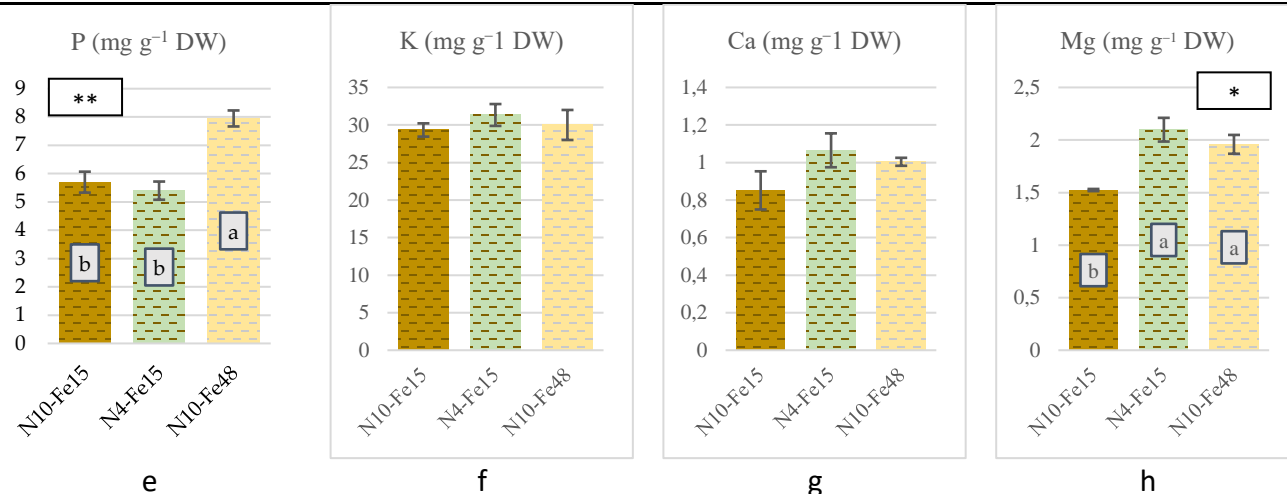 P (mg g⁻¹ DW)
9
8
7
6
5
4
3
2
1
0
**
b
b
a
N10-Fe15
N4-Fe15
N10-Fe48
e
K (mg g⁻1 DW)
35
30
25
20
15
10
5
0
N10-Fe15
N4-Fe15
N10-Fe48
f
Ca (mg g⁻1 DW)
1,4
1,2
1
0,8
0,6
0,4
0,2
0
N10-Fe15
N4-Fe15
N10-Fe48
g
Mg (mg g⁻¹ DW)
2,5
2
1,5
1
0,5
0
*
b
a
a
N10-Fe15
N4-Fe15
N10-Fe48
h